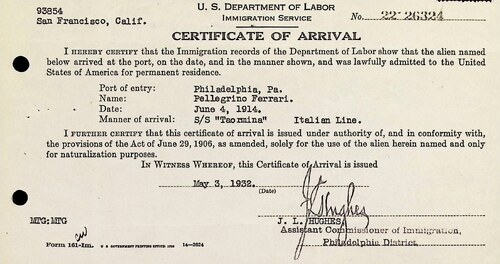 93854
San Francisco, Calif.
U. S. DEPARTMENT OF LABOR
IMMIGRATION SERVICE
No. 22 26324
CERTIFICATE OF ARRIVAL
I HEREBY CERTIFY that the Immigration records of the Department of Labor show that the alien named
below arrived at the port, on the date, and in the manner shown, and was lawfully admitted to the
United States of America for permanent residence.
Port of entry: Philadelphia, Pa.
Name: Pellegrino Ferrari.
Date: June 4, 1914.
Manner of arrival: S/S "Taormina" Italian Line.
I FURTHER CERTIFY that this certificate of arrival is issued under authority of, and in conformity with,
the provisions of the Act of June 29, 1906, as amended, solely for the use of the alien herein named and only
for naturalization purposes.
IN WITNESS WHEREOF, this Certificate of Arrival is issued
May 3, 1932.
(Date)
J L Hughes
J. L. HUGHES
Assistant Commissioner of Immigration,
Philadelphia District.
MTG:MTG
Form 161-Im.
U S GOVERNMENT PRINTING OFFICE 14-2624